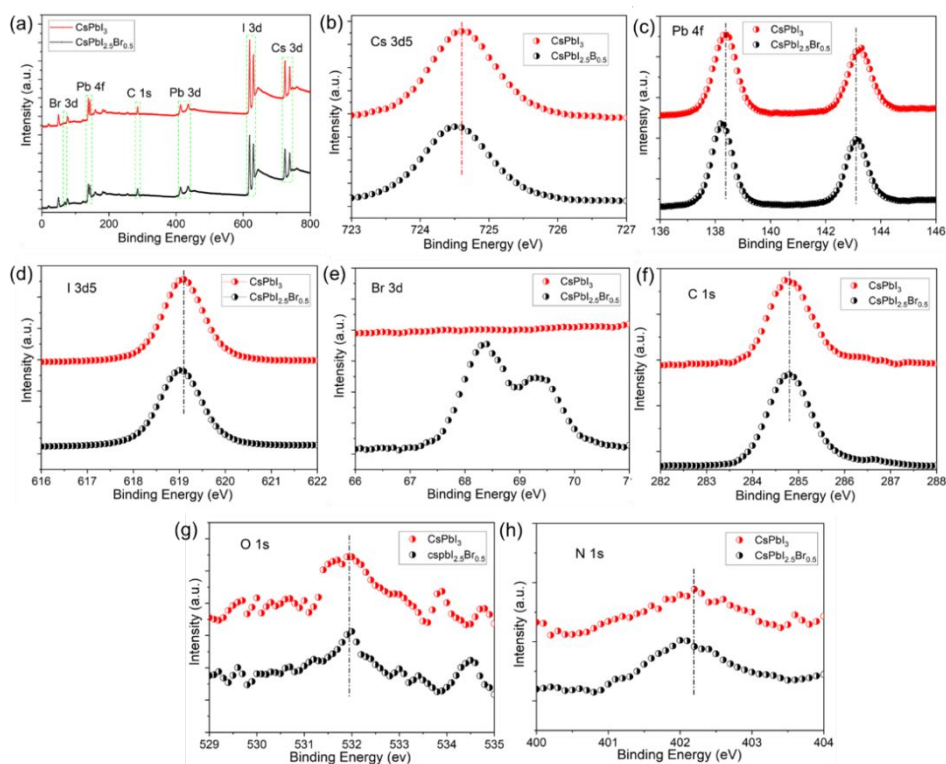 (a)
CsPbI3
CsPbI2.5Br0.5
I 3d
Cs 3d
Br 3d
Pb 4f
C 1s
Pb 3d
Intensity (a.u.)
0 200 400 600 800
Binding Energy (eV)
(b)
Cs 3d5
CsPbI3
CsPbI2.5B0.5
Intensity (a.u.)
723 724 725 726 727
Binding Energy (eV)
(c)
Pb 4f
CsPbI3
CsPbI2.5Br0.5
Intensity (a.u.)
136 138 140 142 144 146
Binding Energy (eV)
(d)
I 3d5
CsPbI3
CsPbI2.5Br0.5
Intensity (a.u.)
616 617 618 619 620 621 622
Binding Energy (eV)
(e)
Br 3d
CsPbI3
CsPbI2.5Br0.5
Intensity (a.u.)
66 67 68 69 70 71
Binding Energy (eV)
(f)
C 1s
CsPbI3
CsPbI2.5Br0.5
Intensity (a.u.)
282 283 284 285 286 287 288
Binding Energy (eV)
(g)
O 1s
CsPbI3
cspbI2.5Br0.5
Intensity (a.u.)
529 530 531 532 533 534 535
Binding Energy (ev)
(h)
N 1s
CsPbI3
CsPbI2.5Br0.5
Intensity (a.u.)
400 401 402 403 404
Binding Energy (eV)